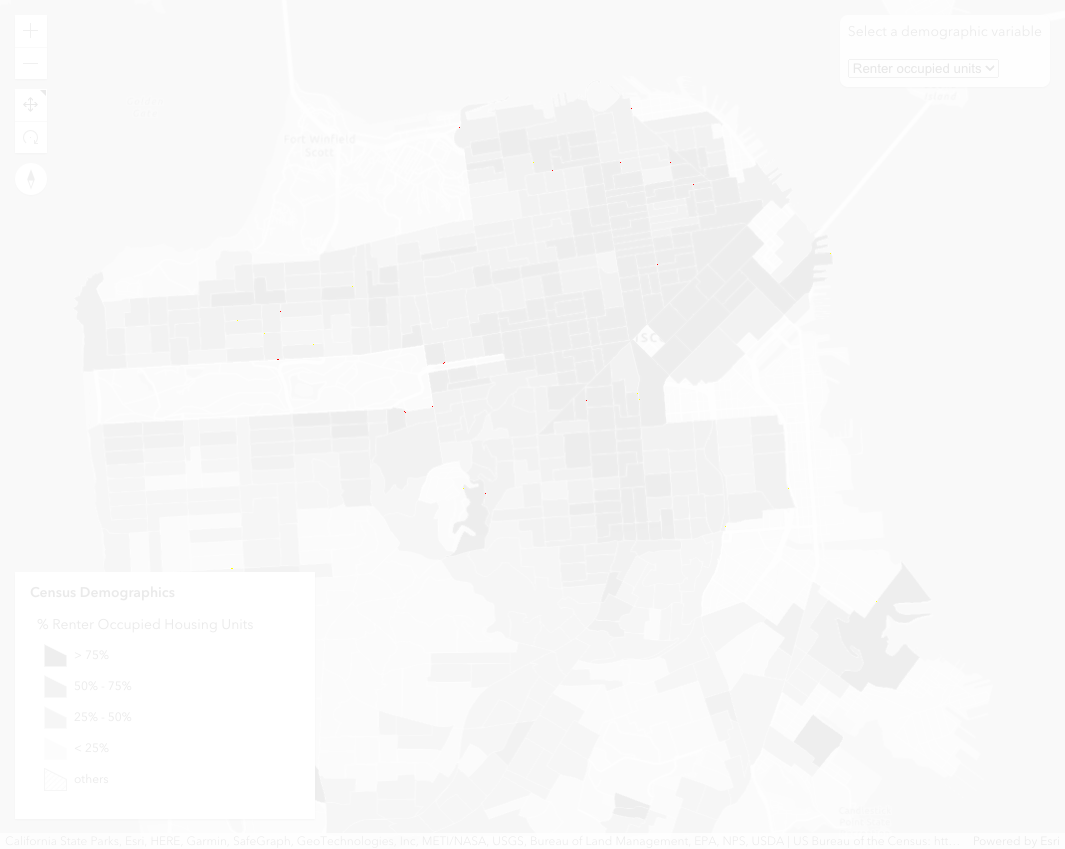 Select a demographic variable
Renter occupied units
Fort Winfield
Scott
Census Demographics
% Renter Occupied Housing Units
> 75%
50% - 75%
25% - 50%
< 25%
others
California State Parks, Esri, HERE, Garmin, SafeGraph, GeoTechnologies, Inc, METI/NASA, USGS, Bureau of Land Management, EPA, NPS, USDA | US Bureau of the Census: htt... Powered by Esri